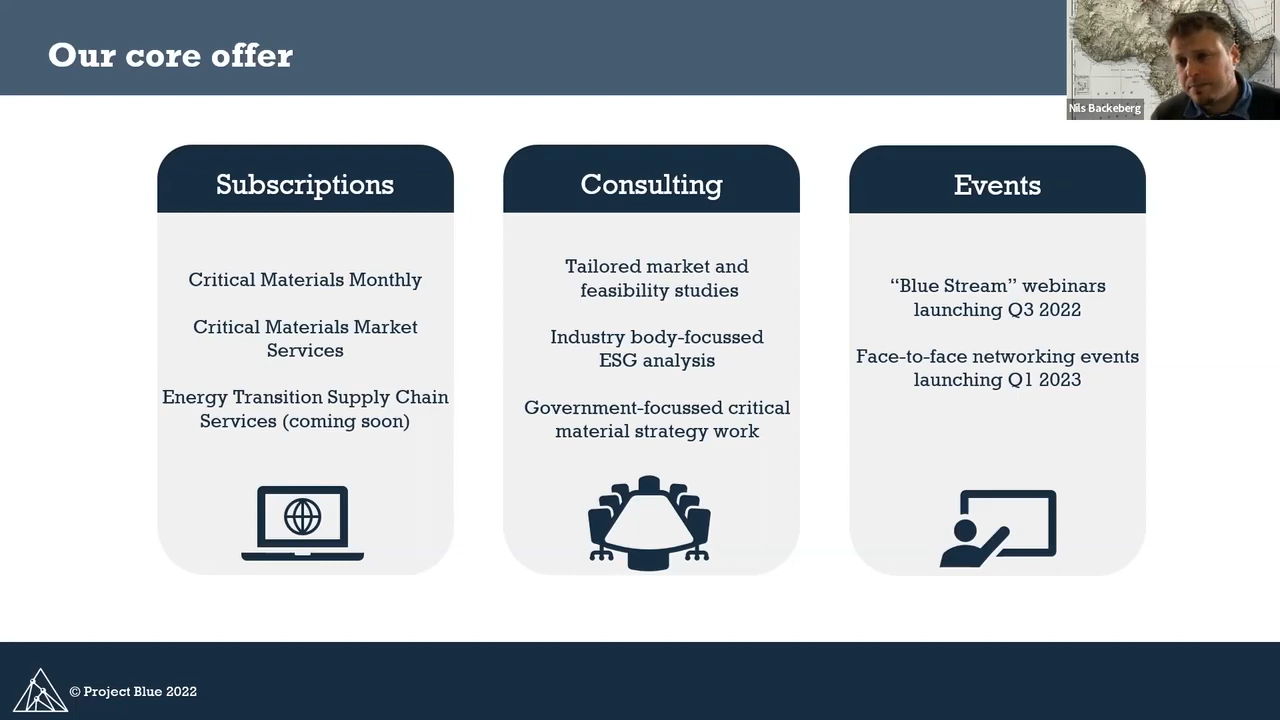 Our core offer
Nils Backeberg
Subscriptions
Critical Materials Monthly
Critical Materials Market
Services
Energy Transition Supply Chain
Services (coming soon)
Consulting
Tailored market and
feasibility studies
Industry body-focussed
ESG analysis
Government-focussed critical
material strategy work
Events
“Blue Stream” webinars
launching Q3 2022
Face-to-face networking events
launching Q1 2023
© Project Blue 2022